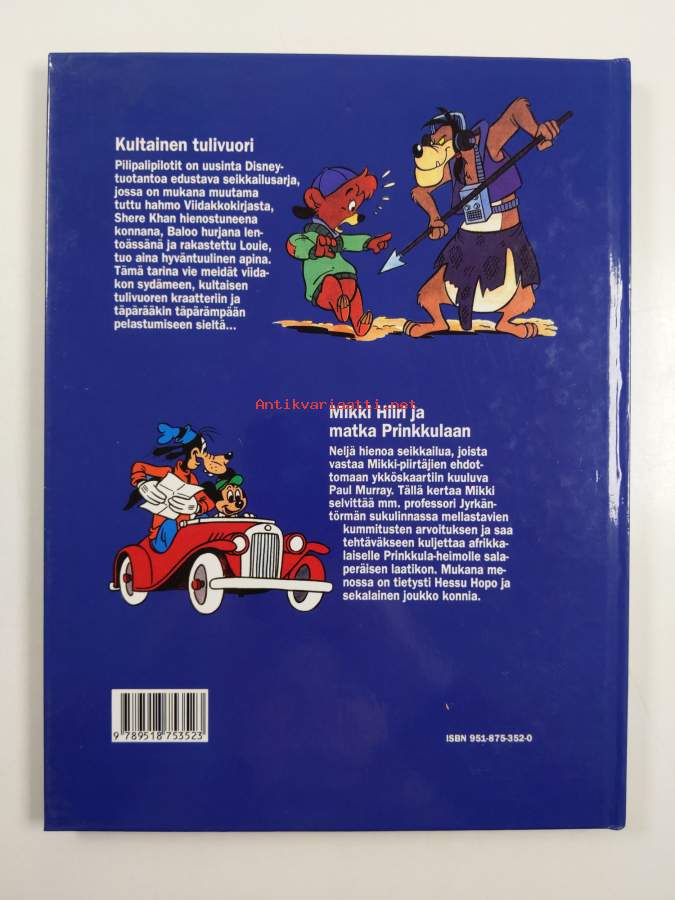 Kultainen tulivuori
Pilipalipilotit on uusinta Disney-
tuotantoa edustava seikkailusarja,
jossa on mukana muutama
tuttu hahmo Viidakkokirjasta,
Shere Khan hienostuneena
konnana, Baloo hurjana len-
toässänä ja rakastettu Louie,
tuo aina hyväntuulinen apina.
Tämä tarina vie meidät viida-
kon sydämeen, kultaisen
tulivuoren kraatteriin ja
täpärääkin täpärämpään
pelastumiseen sieltä...
Antikvariaatti.net
Mikki Hiiri ja
matka Prinkkulaan
Neljä hienoa seikkailua, joista
vastaa Mikki-piirtäjien ehdot-
tomaan ykköskaartiin kuuluva
Paul Murray. Tällä kertaa Mikki
selvittää mm. professori Jyrkän-
törmän sukulinnassa mellastavien
kummitusten arvoituksen ja saa
tehtäväkseen kuljettaa afrikka-
laiselle Prinkkula-heimolle sala-
peräisen laatikon. Mukana me-
nossa on tietysti Hessu Hopo ja
sekalainen joukko konnia.
9 789518 753523
ISBN 951-875-352-0